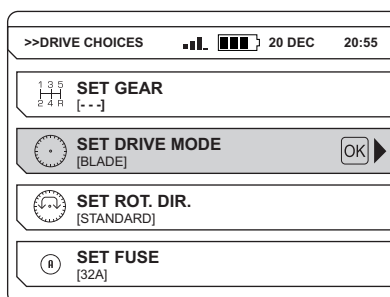 >>DRIVE CHOICES 20 DEC 20:55
1 3 5
2 4 R
SET GEAR
[- - -]
SET DRIVE MODE
[BLADE]
OK
SET ROT. DIR.
[STANDARD]
A
SET FUSE
[32A]